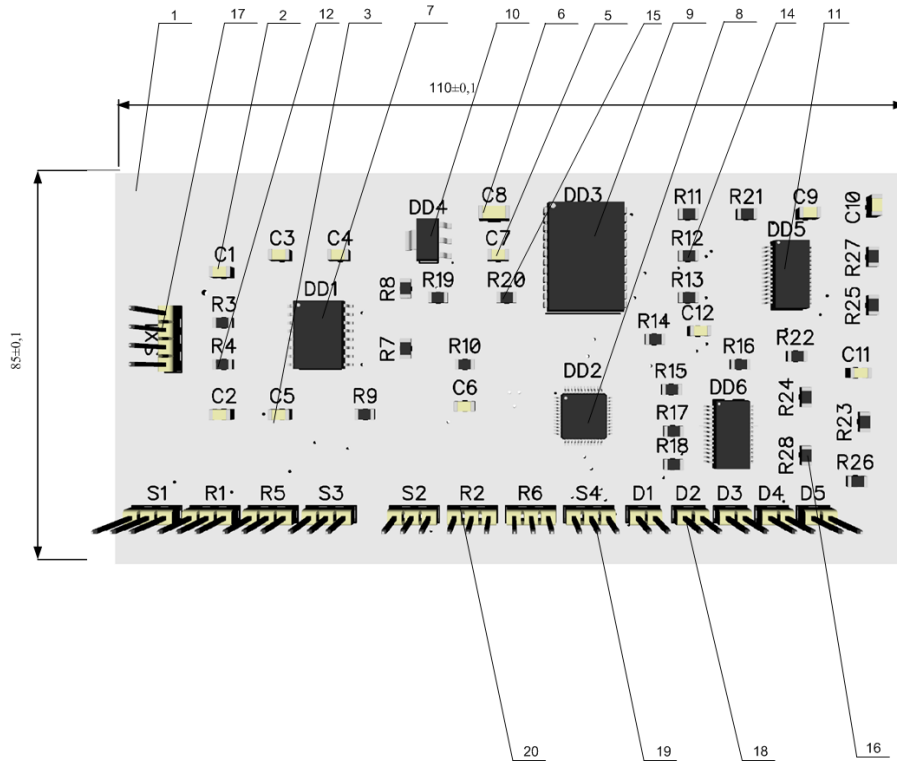 1 17 12 2 3 7 10 6 5 15 9 8 14 11
110±0,1
85±0,1
C8 DD3 R11 R21 C9 C10
DD4
DD5
C1 C3 C4 C7 R12 R27
R8 R19 R20 R13 R25
DD1
R3
C12
R14
R4 R7 R10 R16 R22 C11
DD2 R15 DD6 R24
C2 C5 R9 C6 R17 R23
R18 R28 R26
S1 R1 R5 S3 S2 R2 R6 S4 D1 D2 D3 D4 D5
20 19 18 16